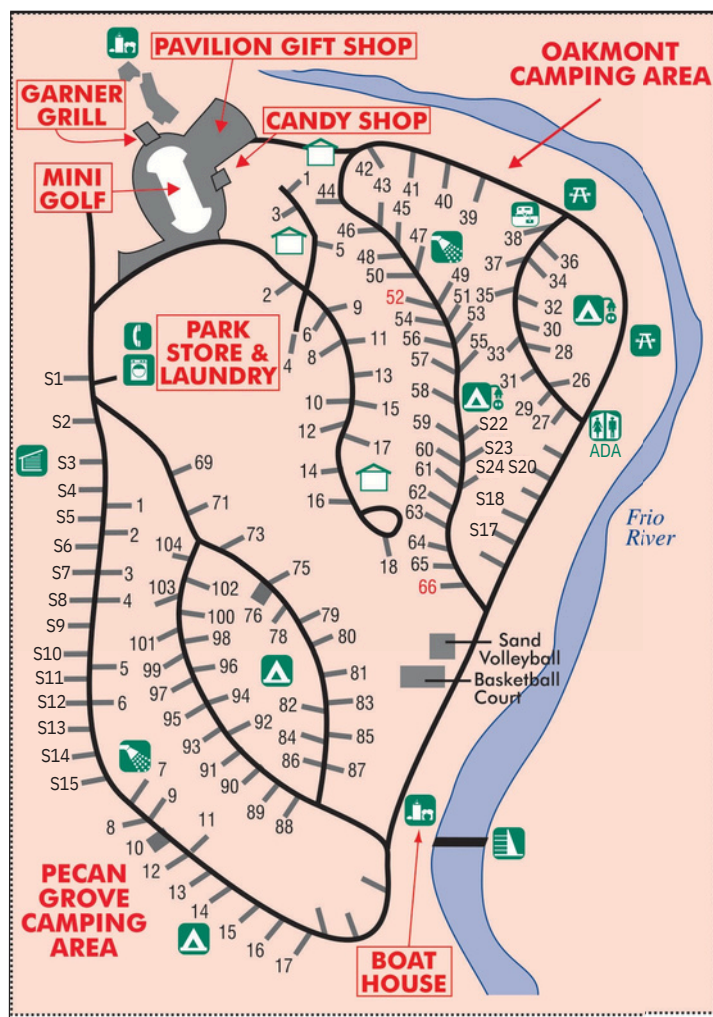 PAVILION GIFT SHOP
OAKMONT
CAMPING AREA
GARNER
GRILL
CANDY SHOP
MINI
GOLF
1
44
42
43
41
40
39
3
46
45
47
38
5
48
37
36
50
49
34
2
52
51
35
32
9
54
53
6
30
11
56
55
33
8
28
4
57
PARK
STORE &
LAUNDRY
13
58
31
26
S1
10
15
29
27
59
S22
S2
12
17
60
S23
ADA
14
61
S24
S20
S3
69
16
62
S18
S4
71
63
S17
1
S5
73
64
Frio
River
2
104
18
65
S6
75
66
S7
3
103
102
S8
4
76
79
100
78
80
S9
101
98
Sand
Volleyball
S10
99
96
81
Basketball
Court
5
S11
97
94
82
83
S12
6
95
92
84
85
S13
93
86
87
S14
91
7
90
S15
89
9
88
8
11
10
12
PECAN
GROVE
CAMPING
AREA
13
14
15
16
17
BOAT
HOUSE